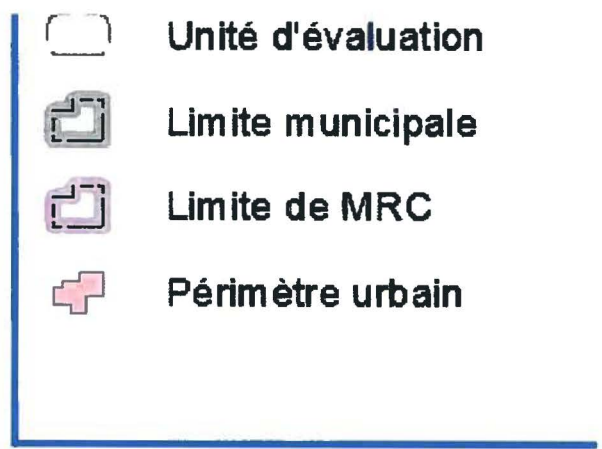 Unité d'évaluation
Limite municipale
Limite de MRC
Périmètre urbain